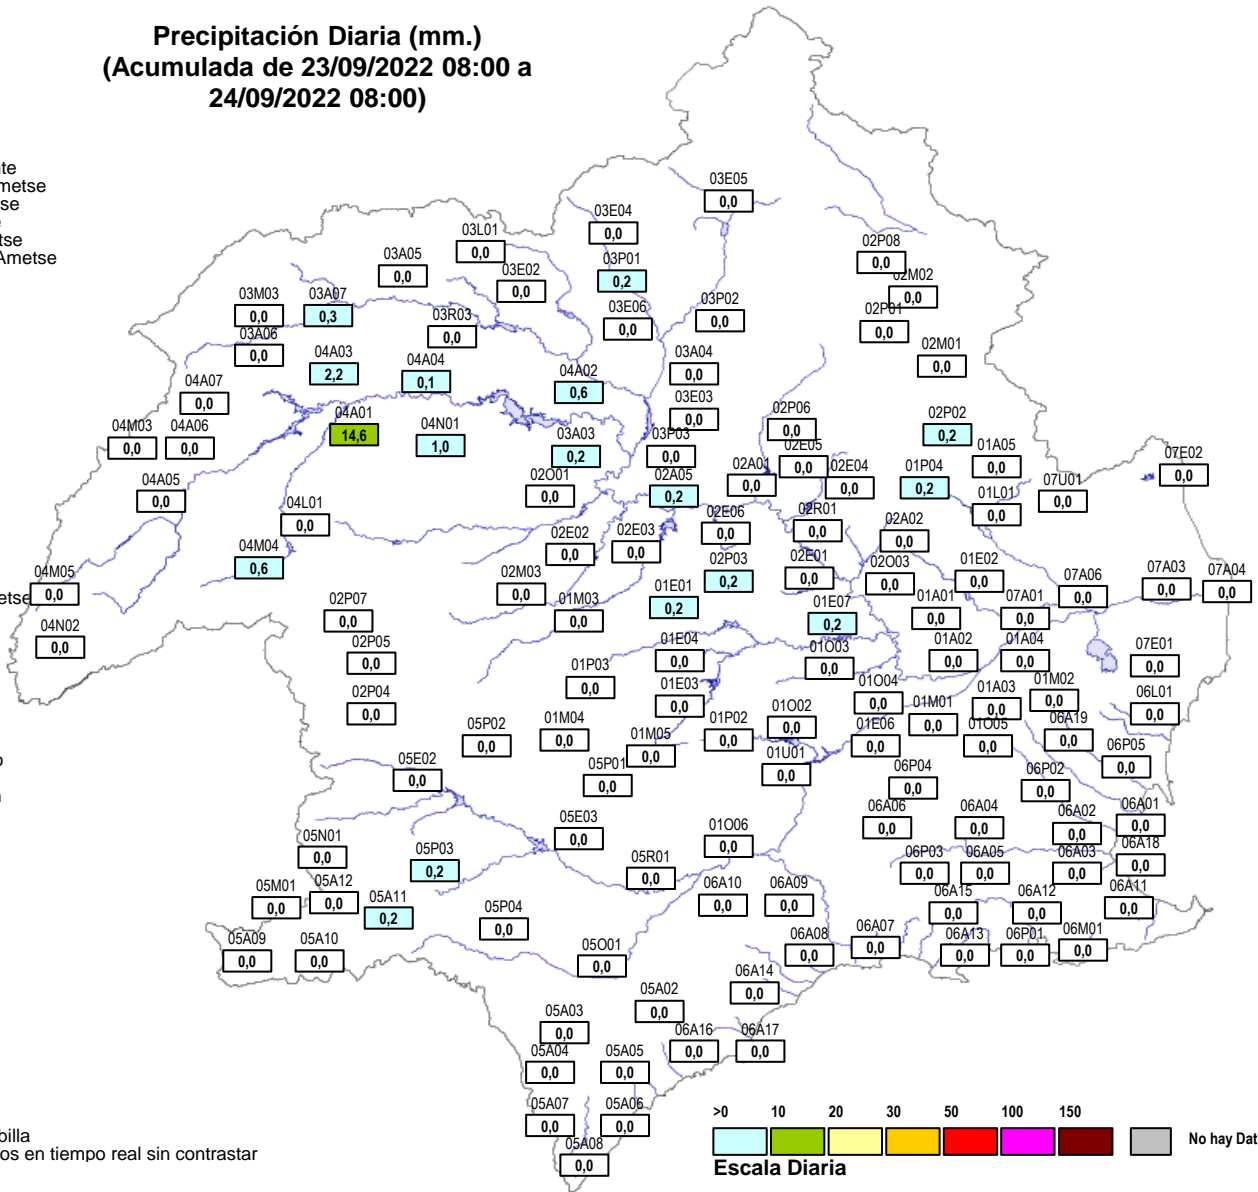 Precipitación Diaria (mm.)
(Acumulada de 23/09/2022 08:00 a
24/09/2022 08:00)
03E05
0,0
03E04
0,0
03L01
0,0
03A05
0,0
03E02
0,0
03P01
0,2
02P08
0,0
02M02
0,0
03M03
0,0
03A07
0,3
03R03
0,0
03E06
0,0
03P02
0,0
02P01
0,0
03A06
0,0
04A03
2,2
04A04
0,1
04A02
0,6
03A04
0,0
02M01
0,0
04A07
0,0
03E03
0,0
04A01
14,6
04N01
1,0
04M03
0,0
04A06
0,0
03A03
0,2
03P03
0,0
02P06
0,0
02E05
0,0
02P02
0,2
01A05
0,0
07E02
0,0
04A05
0,0
02O01
0,0
02A05
0,2
02A01
0,0
02E04
0,0
01P04
0,2
01L01
0,0
07U01
0,0
04L01
0,0
02E06
0,0
02R01
0,0
02A02
0,0
04M04
0,6
02E02
0,0
02E03
0,0
02P03
0,2
02E01
0,0
02O03
0,0
01E02
0,0
04M05
0,0
02M03
0,0
01M03
0,0
01E01
0,2
01E07
0,2
01A01
0,0
07A01
0,0
07A06
0,0
07A03
0,0
07A04
0,0
04N02
0,0
02P07
0,0
02P05
0,0
01E04
0,0
01O03
0,0
01A02
0,0
01A04
0,0
07E01
0,0
02P04
0,0
01P03
0,0
01E03
0,0
01O04
0,0
01M01
0,0
01A03
0,0
01M02
0,0
06L01
0,0
05P02
0,0
01M04
0,0
01M05
0,0
01P02
0,0
01O02
0,0
01E06
0,0
01O05
0,0
06A19
0,0
06P05
0,0
05E02
0,0
05P01
0,0
01U01
0,0
06P04
0,0
06P02
0,0
05E03
0,0
01O06
0,0
06A06
0,0
06A04
0,0
06A02
0,0
06A01
0,0
05N01
0,0
05P03
0,2
05R01
0,0
06P03
0,0
06A05
0,0
06A03
0,0
06A18
0,0
05M01
0,0
05A12
0,0
05A11
0,2
05P04
0,0
06A10
0,0
06A09
0,0
06A15
0,0
06A12
0,0
06A11
0,0
05A09
0,0
05A10
0,0
05O01
0,0
06A08
0,0
06A07
0,0
06A13
0,0
06P01
0,0
06M01
0,0
05A02
0,0
06A14
0,0
05A03
0,0
06A16
0,0
06A17
0,0
05A04
0,0
05A05
0,0
05A07
0,0
05A06
0,0
05A08
0,0
>0 10 20 30 50 100 150
No hay Dat
Escala Diaria
os en tiempo real sin contrastar